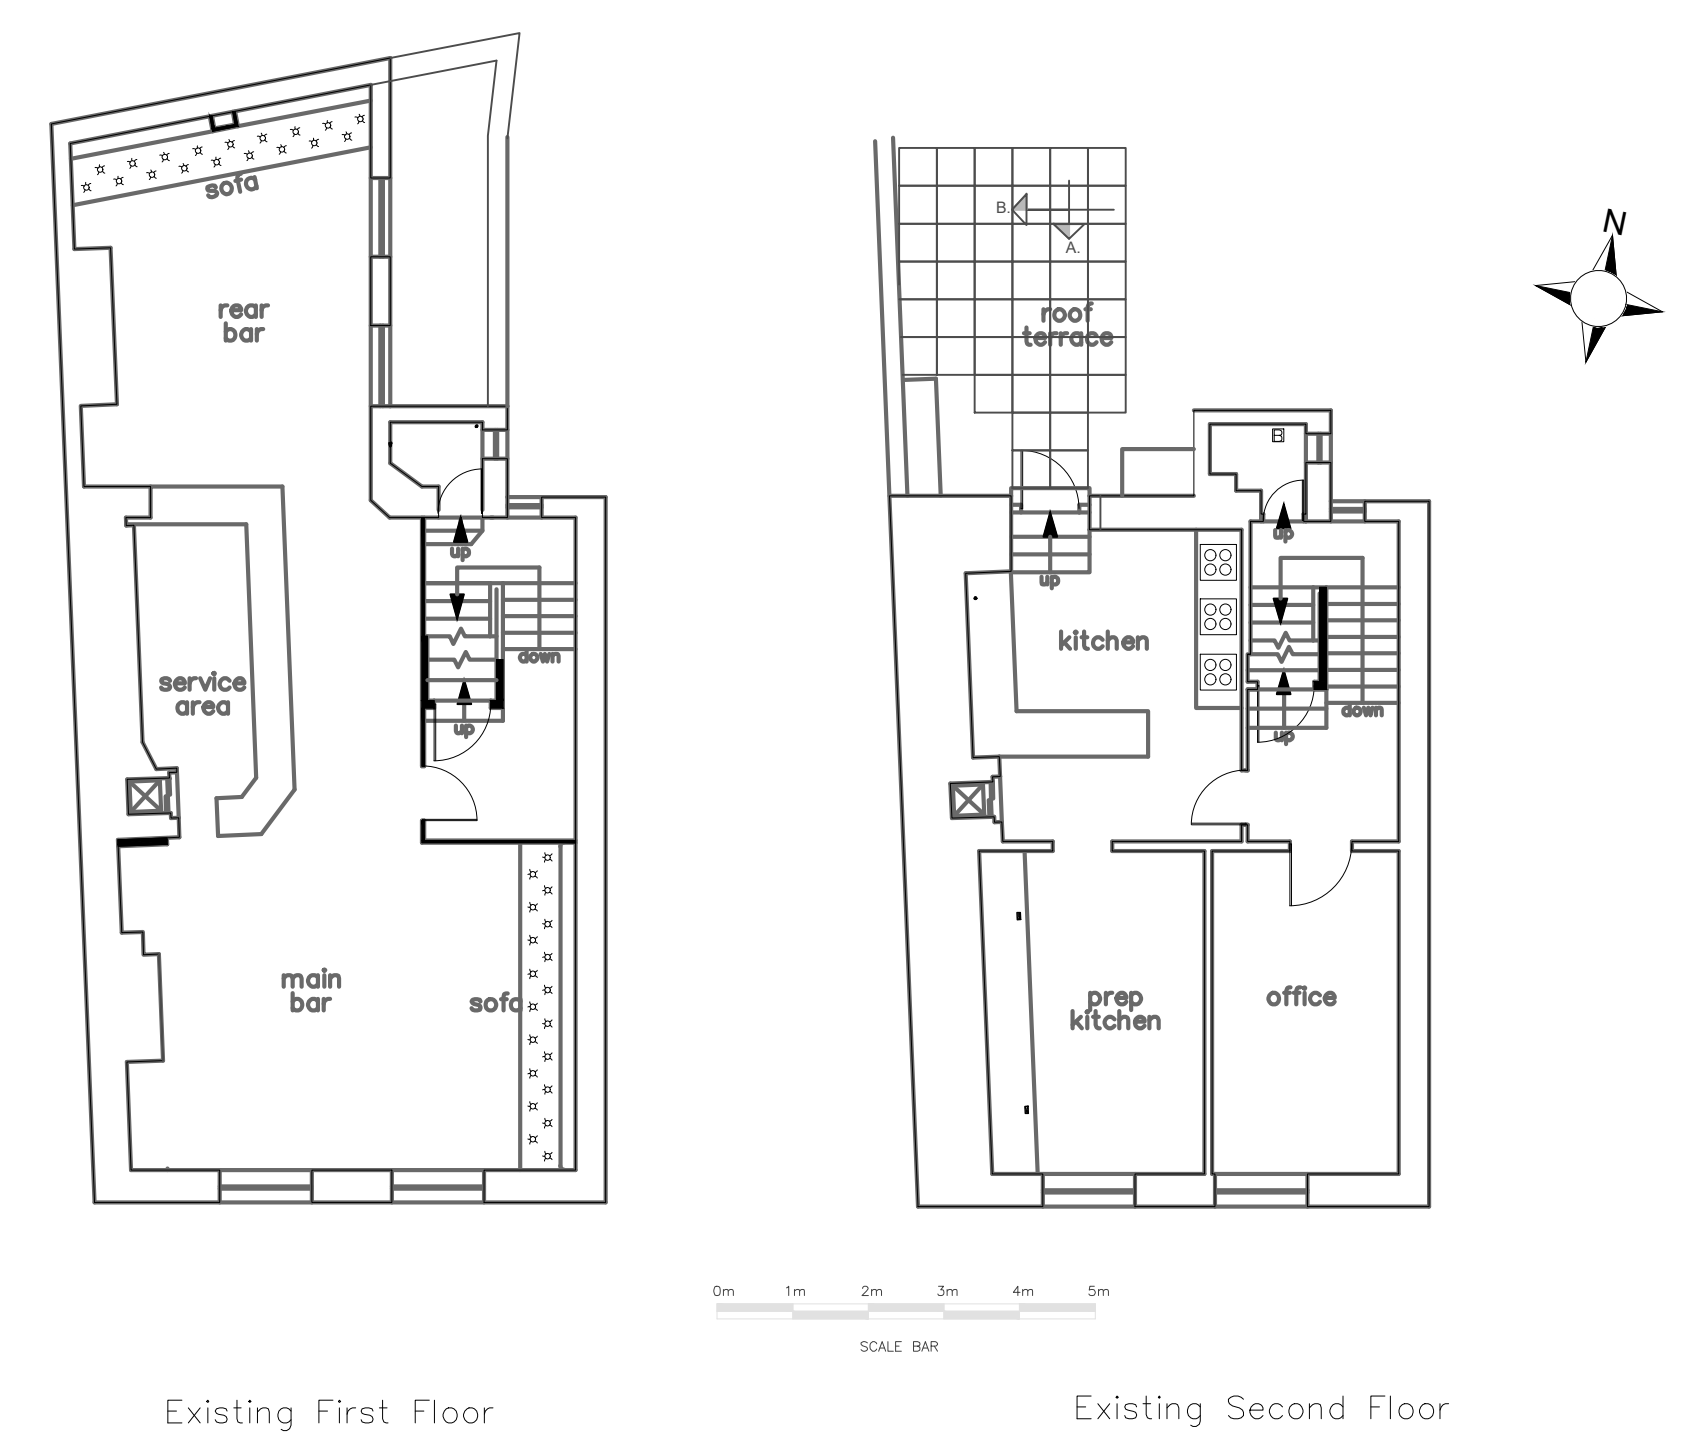 N
sofa
B.
A.
rear
bar
roof
terrace
B
up
up
up
kitchen
down
service
area
down
up
up
main
bar
sofa
prep
kitchen
office
0m 1m 2m 3m 4m 5m
SCALE BAR
Existing First Floor
Existing Second Floor